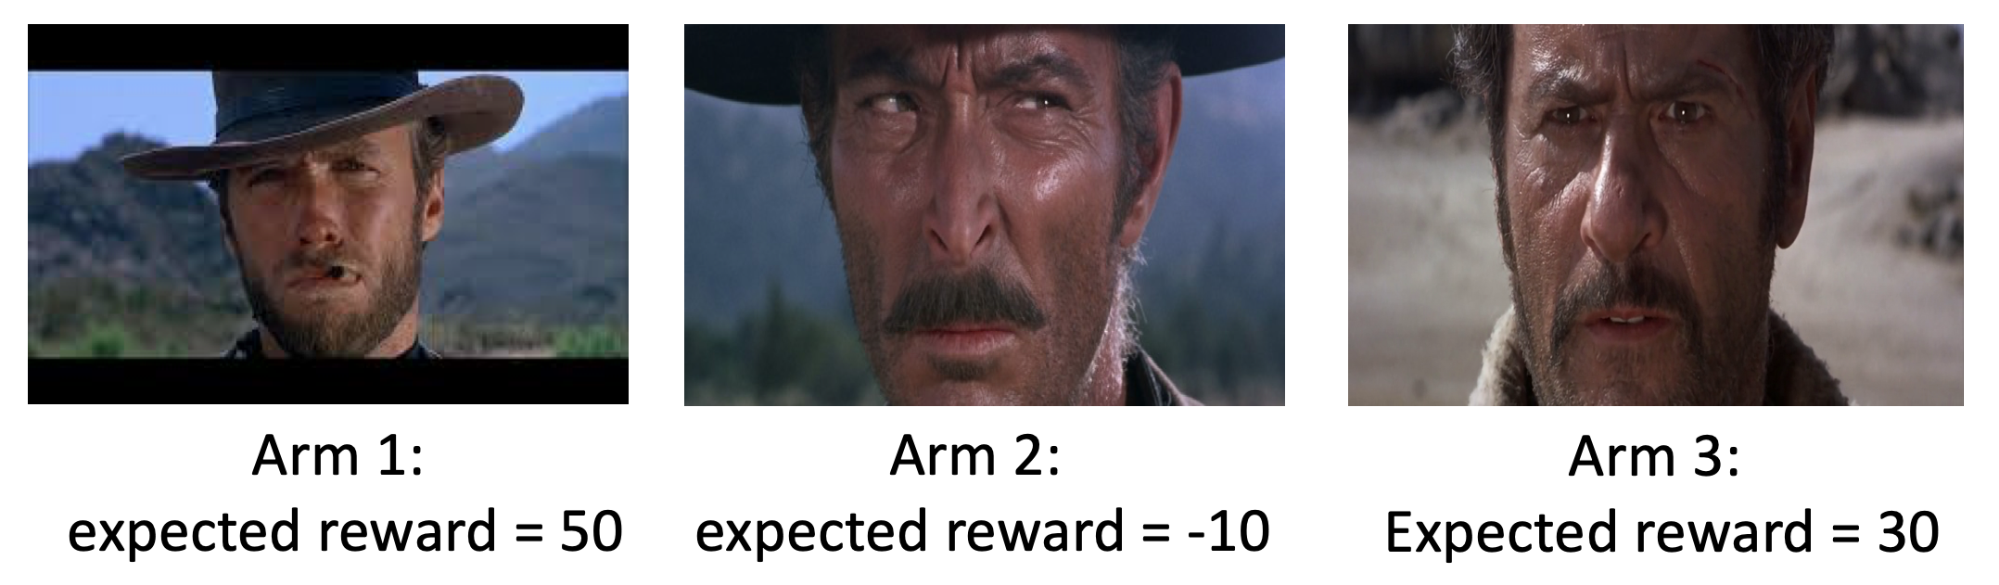 Arm 1:
expected reward = 50
Arm 2:
expected reward = -10
Arm 3:
Expected reward = 30